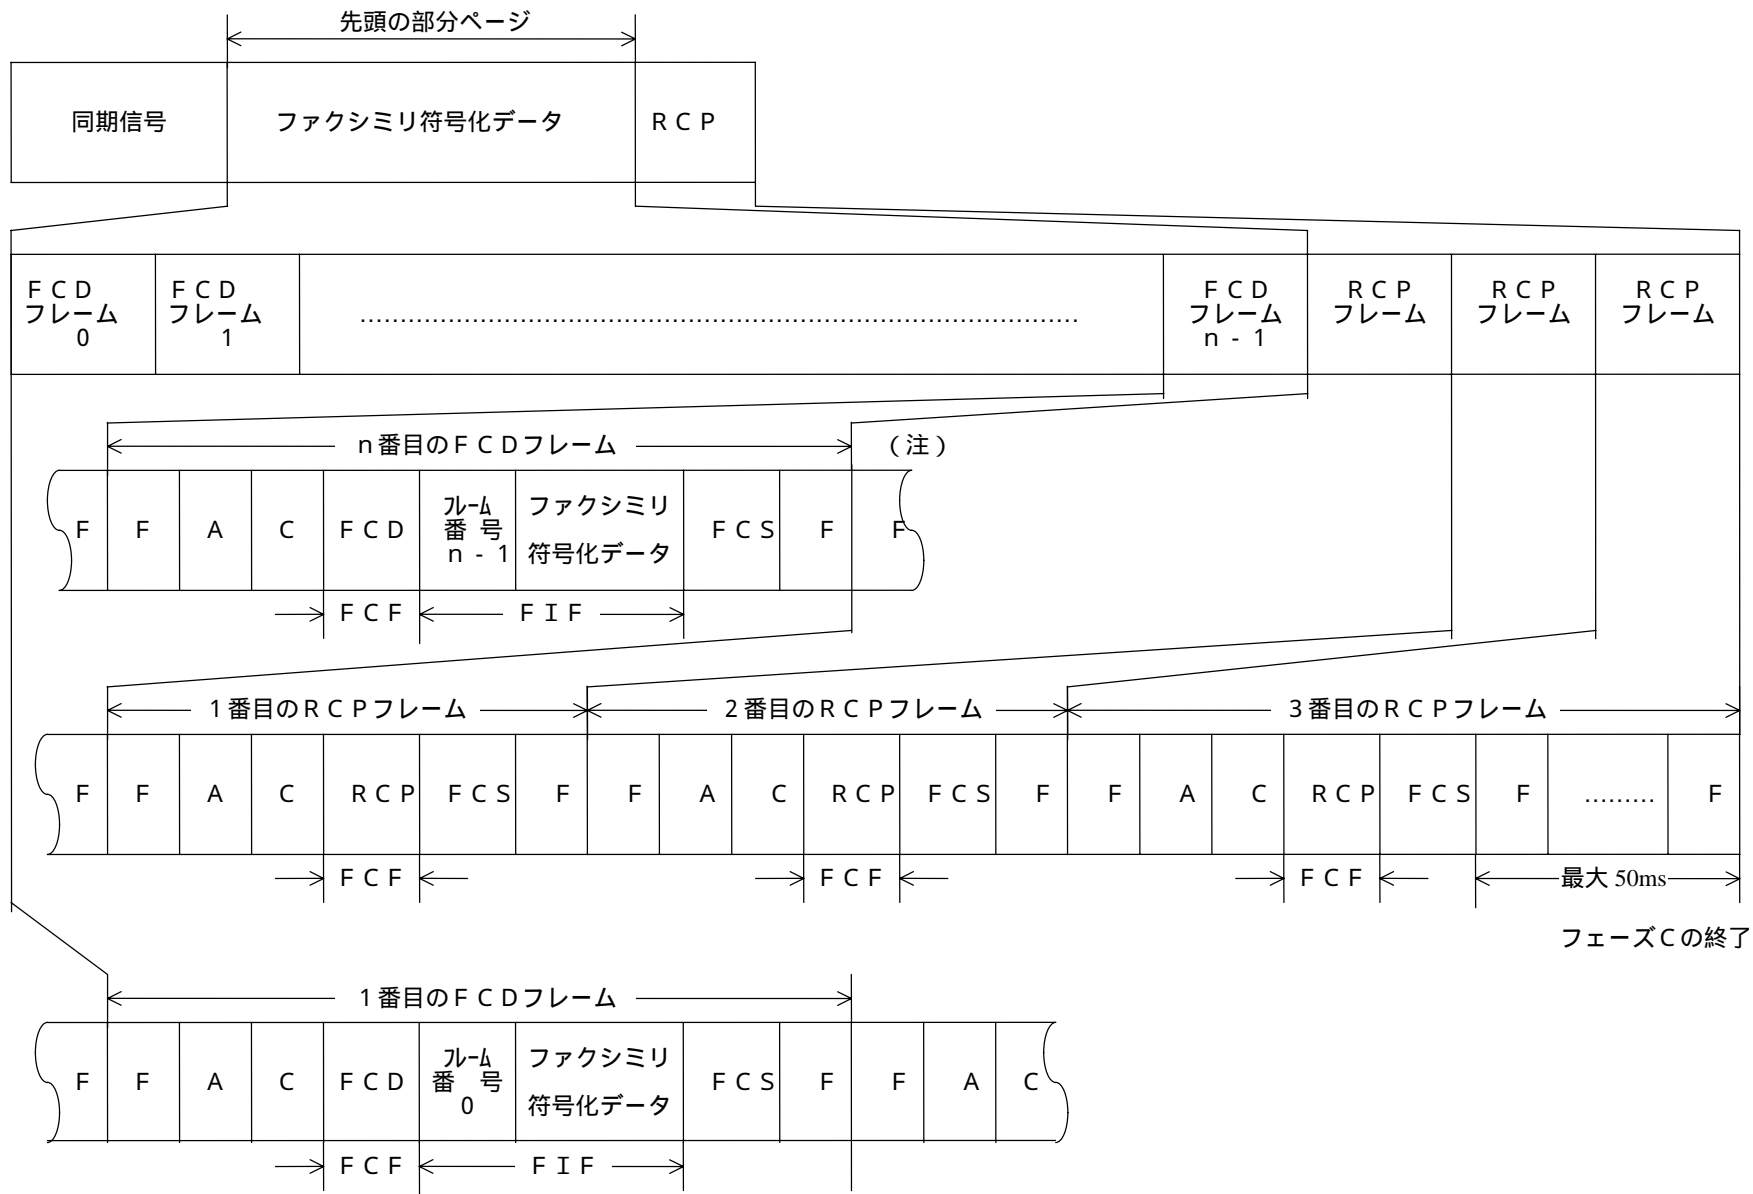 先頭の部分ページ
同期信号 ファクシミリ符号化データ ＲＣＰ
ＦＣＤ ＦＣＤ ＦＣＤ ＲＣＰ ＲＣＰ ＲＣＰ
フレーム フレーム ……………………………………………………………………………… フレーム フレーム フレーム フレーム
０ １ ｎ-１
ｎ番目のＦＣＤフレーム （注）
Ｆ Ｆ Ａ Ｃ ＦＣＤ ﾌﾚｰﾑ 番号 ｎ-１ ファクシミリ 符号化データ ＦＣＳ Ｆ Ｆ
ＦＣＦ ＦＩＦ
１番目のＲＣＰフレーム ２番目のＲＣＰフレーム ３番目のＲＣＰフレーム
Ｆ Ｆ Ａ Ｃ ＲＣＰ ＦＣＳ Ｆ Ｆ Ａ Ｃ ＲＣＰ ＦＣＳ Ｆ Ｆ Ａ Ｃ ＲＣＰ ＦＣＳ Ｆ ……… Ｆ
ＦＣＦ ＦＣＦ ＦＣＦ 最大 50ms
フェーズＣの終了
１番目のＦＣＤフレーム
Ｆ Ｆ Ａ Ｃ ＦＣＤ ﾌﾚｰﾑ 番号 ０ ファクシミリ 符号化データ ＦＣＳ Ｆ Ｆ Ａ Ｃ
ＦＣＦ ＦＩＦ